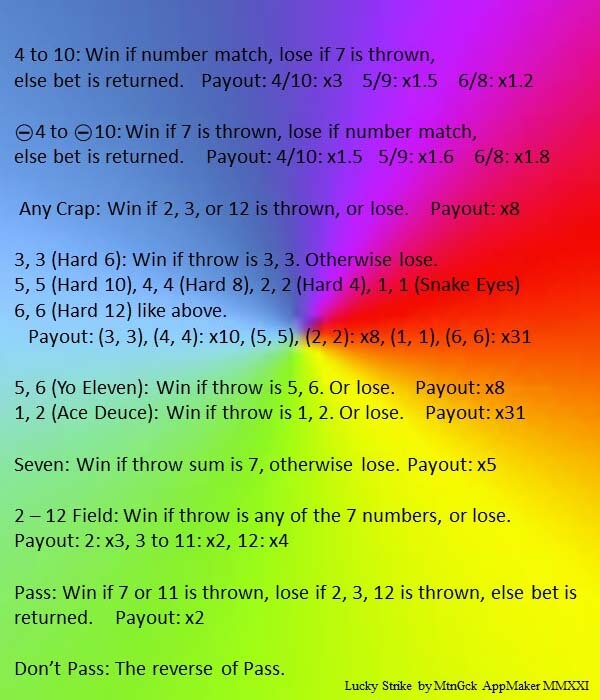 4 to 10: Win if number match, lose if 7 is thrown,
else bet is returned. Payout: 4/10: x3 5/9: x1.5 6/8: x1.2
⊖4 to ⊖10: Win if 7 is thrown, lose if number match,
else bet is returned. Payout: 4/10: x1.5 5/9: x1.6 6/8: x1.8
Any Crap: Win if 2, 3, or 12 is thrown, or lose. Payout: x8
3, 3 (Hard 6): Win if throw is 3, 3. Otherwise lose.
5, 5 (Hard 10), 4, 4 (Hard 8), 2, 2 (Hard 4), 1, 1 (Snake Eyes)
6, 6 (Hard 12) like above.
Payout: (3, 3), (4, 4): x10, (5, 5), (2, 2): x8, (1, 1), (6, 6): x31
5, 6 (Yo Eleven): Win if throw is 5, 6. Or lose. Payout: x8
1, 2 (Ace Deuce): Win if throw is 1, 2. Or lose. Payout: x31
Seven: Win if throw sum is 7, otherwise lose. Payout: x5
2 – 12 Field: Win if throw is any of the 7 numbers, or lose.
Payout: 2: x3, 3 to 11: x2, 12: x4
Pass: Win if 7 or 11 is thrown, lose if 2, 3, 12 is thrown, else bet is
returned. Payout: x2
Don’t Pass: The reverse of Pass.
Lucky Strike by MtnGck AppMaker MMXXI